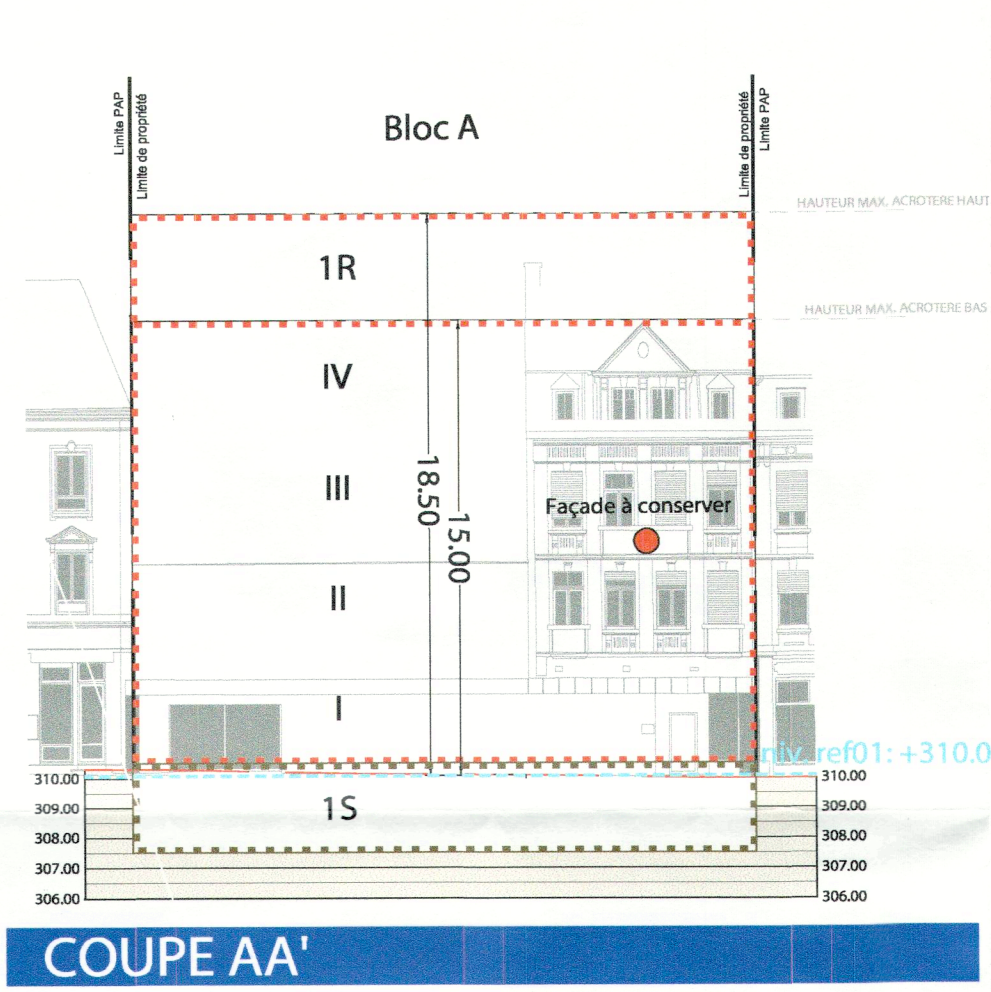 Limite PAP
Limite de propriété
Bloc A
Limite de propriété
Limite PAP
HAUTEUR MAX. ACROTERE HAUT
1R
HAUTEUR MAX. ACROTERE BAS
IV
III
18.50
15.00
Façade à conserver
II
I
niv_ref01: +310.0
310.00
310.00
309.00
1S
309.00
308.00
308.00
307.00
307.00
306.00
306.00
COUPE AA'